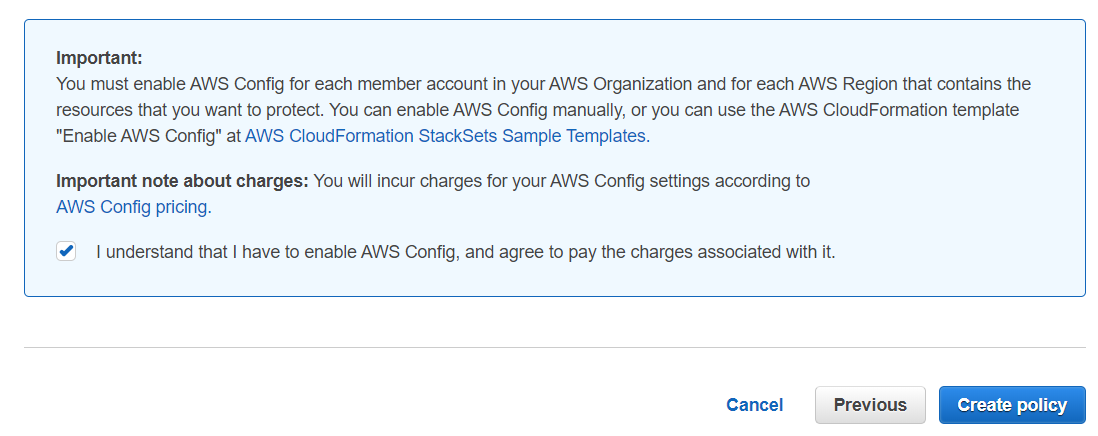 Important:
You must enable AWS Config for each member account in your AWS Organization and for each AWS Region that contains the
resources that you want to protect. You can enable AWS Config manually, or you can use the AWS CloudFormation template
"Enable AWS Config" at AWS CloudFormation StackSets Sample Templates.
Important note about charges: You will incur charges for your AWS Config settings according to
AWS Config pricing.
I understand that I have to enable AWS Config, and agree to pay the charges associated with it.
Cancel Previous Create policy